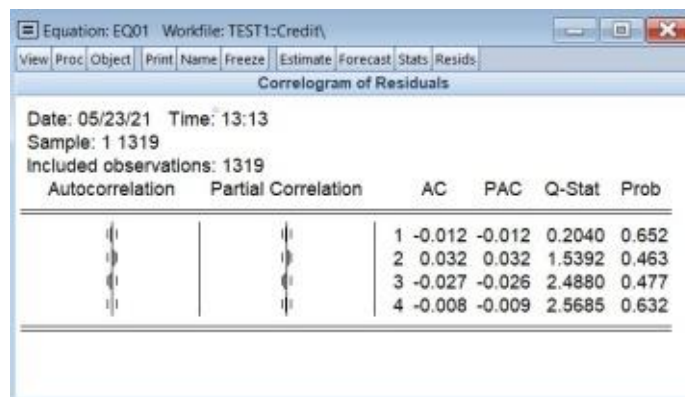 Equation: EQ01 Workfile: TEST1::Credit\
View Proc Object Print Name Freeze Estimate Forecast Stats Resids
Correlogram of Residuals
Date: 05/23/21 Time: 13:13
Sample: 1 1319
Included observations: 1319
Autocorrelation Partial Correlation AC PAC Q-Stat Prob
1 -0.012 -0.012 0.2040 0.652
2 0.032 0.032 1.5392 0.463
3 -0.027 -0.026 2.4880 0.477
4 -0.008 -0.009 2.5685 0.632